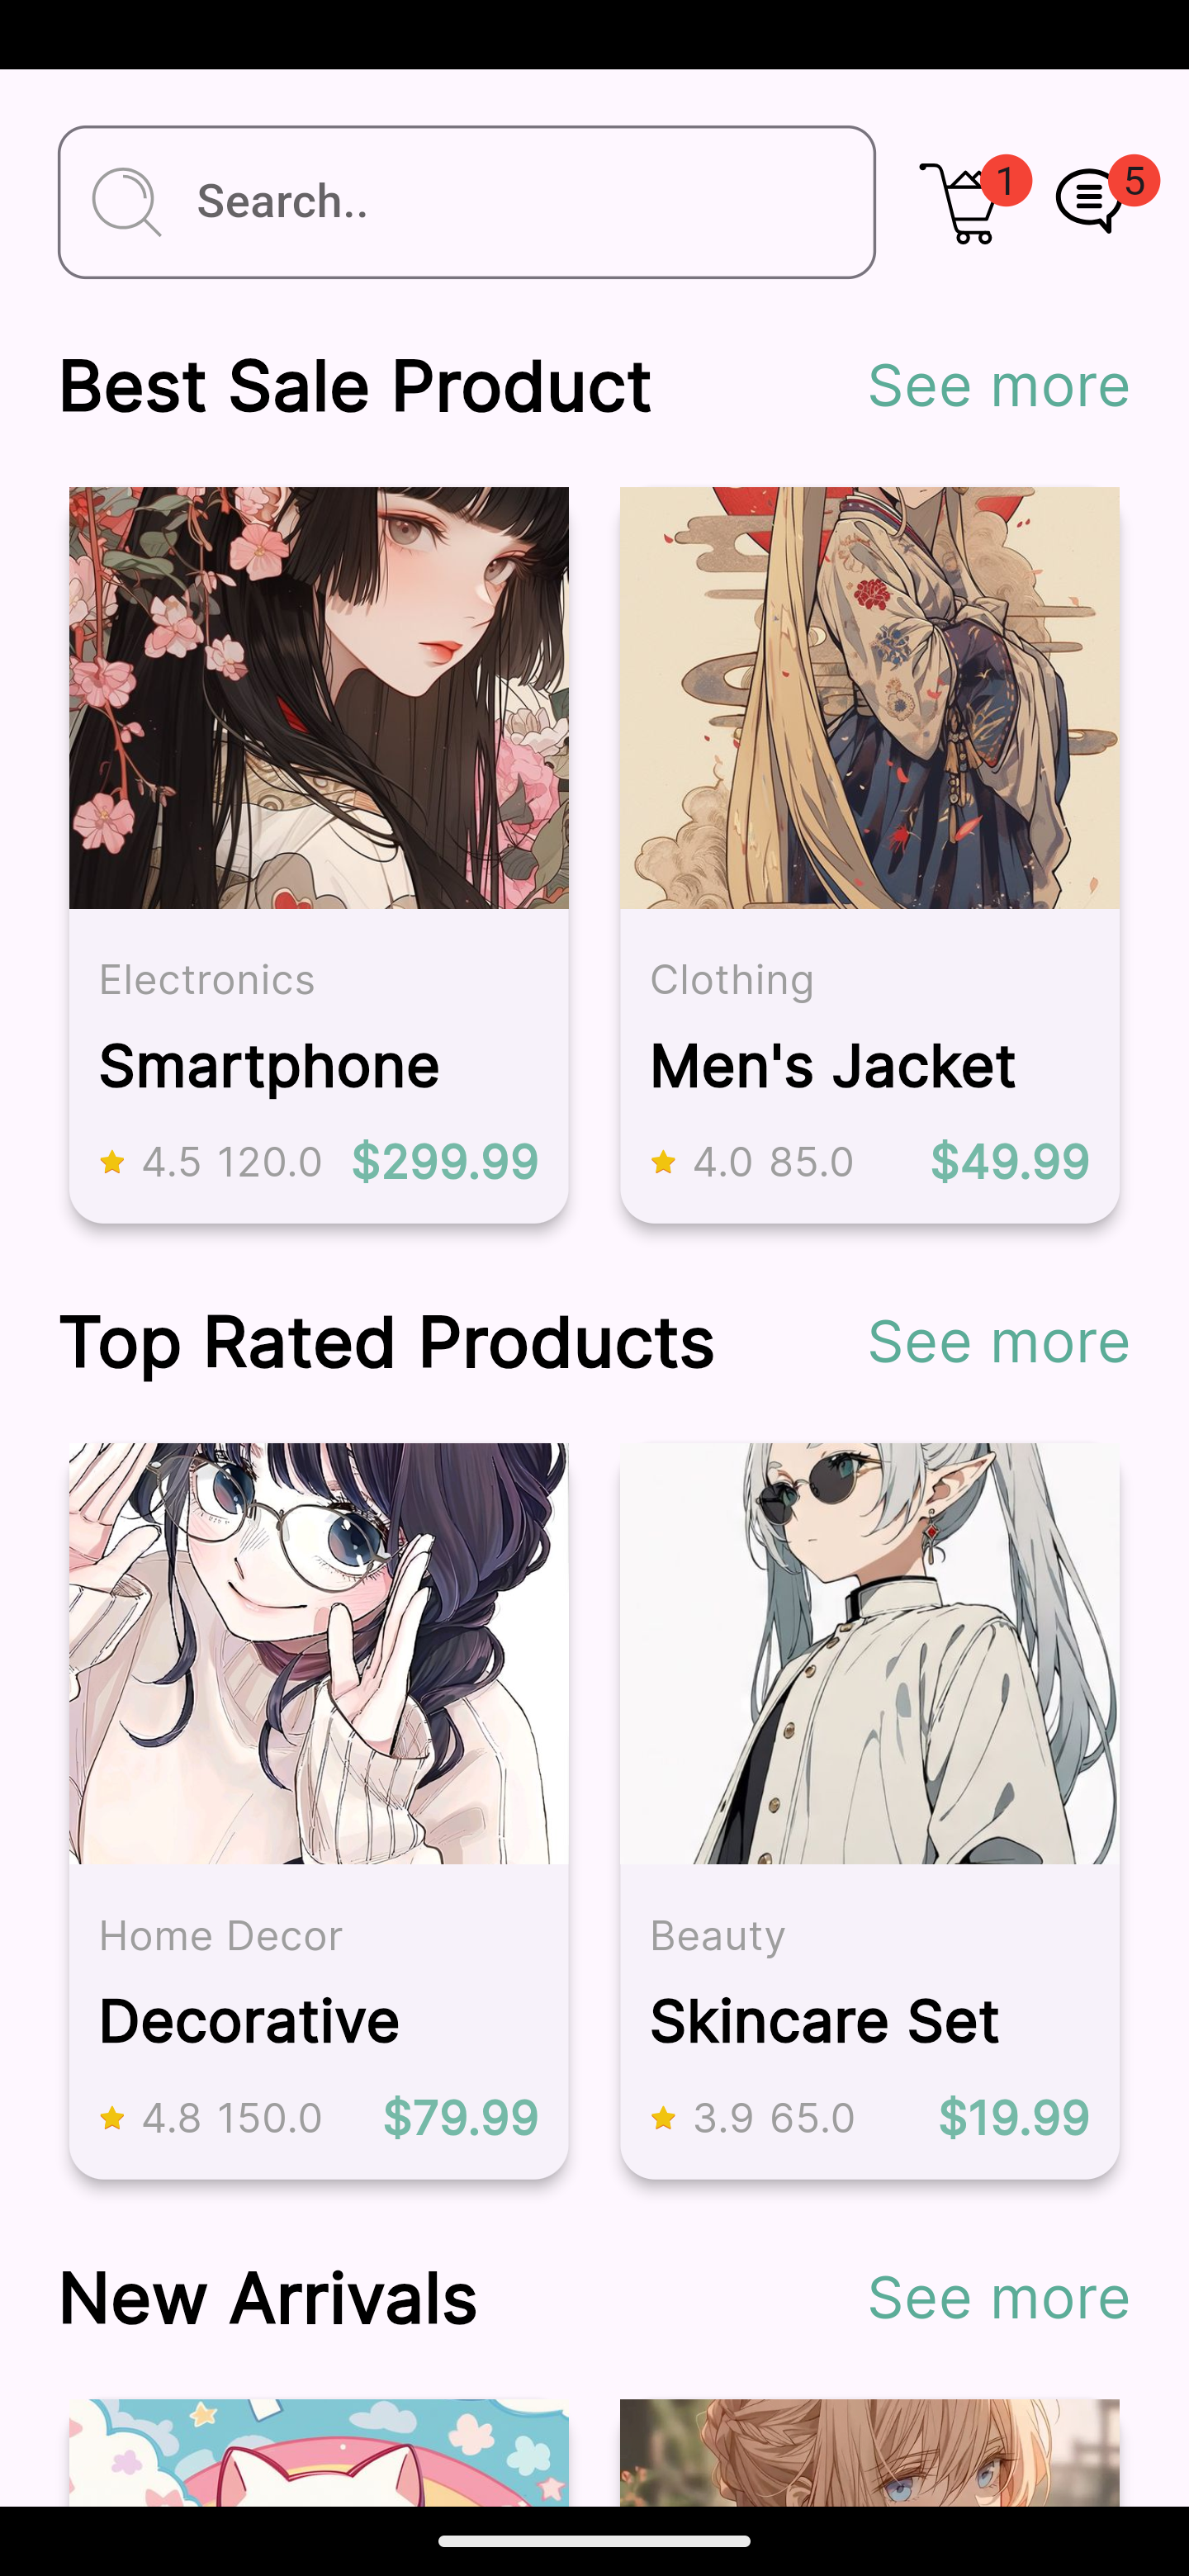 Search..
1
5
Best Sale Product
See more
Electronics
Smartphone
4.5 120.0 $299.99
Clothing
Men's Jacket
4.0 85.0 $49.99
Top Rated Products
See more
Home Decor
Decorative
4.8 150.0 $79.99
Beauty
Skincare Set
3.9 65.0 $19.99
New Arrivals
See more